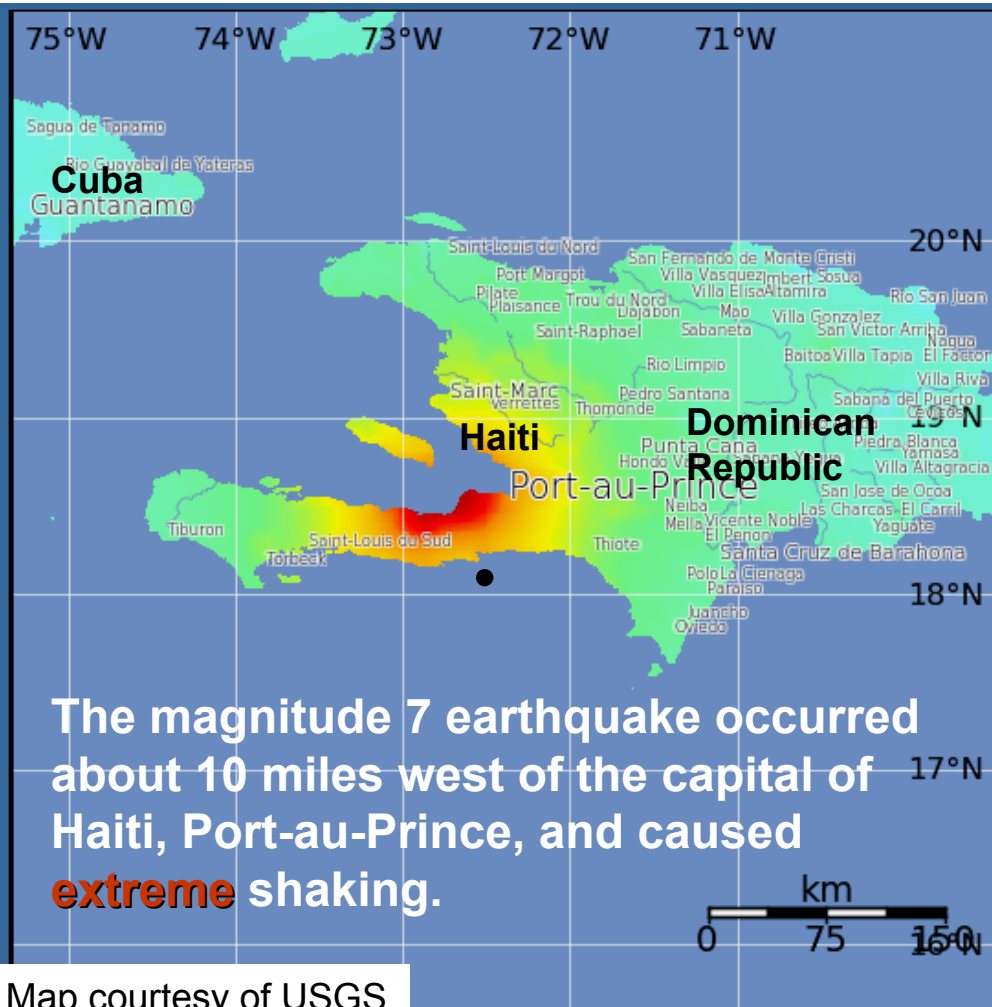 75°W 74°W 73°W 72°W 71°W
Sagua de Tanamo
Rio Guayabal de Yateras
Cuba
Guantanamo
20°N
Saint-Louis du Nord
San Fernando de Monte Cristi
Port Margot
Villa Vasquez
Imbert Sosua
Pilate
Villa Elisa
Altamira
Plaisance
Trou du Nord
Rio San Juan
Dajabon
Mao
Villa Gonzalez
Saint-Raphael
Sabaneta
San Victor Arriba
Nagua
Baitoa
Villa Tapia
El Factor
Rio Limpio
Villa Riva
Saint-Marc
Pedro Santana
Sabana del Puerto
Verrettes
Thomonde
19°N
Haiti
Dominican
Republic
Punta Cana
Piedra Blanca
Yamasa
Hondo
Villa Altagracia
Port-au-Prince
San Jose de Ocoa
Neiba
Las Charcas
El Carril
Mella
Vicente Noble
Yaguate
El Penon
Tiburon
Saint-Louis du Sud
Thiote
Santa Cruz de Barahona
Torbeck
Polo
La Cienaga
Paraiso
18°N
Juancho
Oviedo
The magnitude 7 earthquake occurred
about 10 miles west of the capital of
Haiti, Port-au-Prince, and caused
extreme shaking.
17°N
km
0 75 150
16°N
Map courtesy of USGS